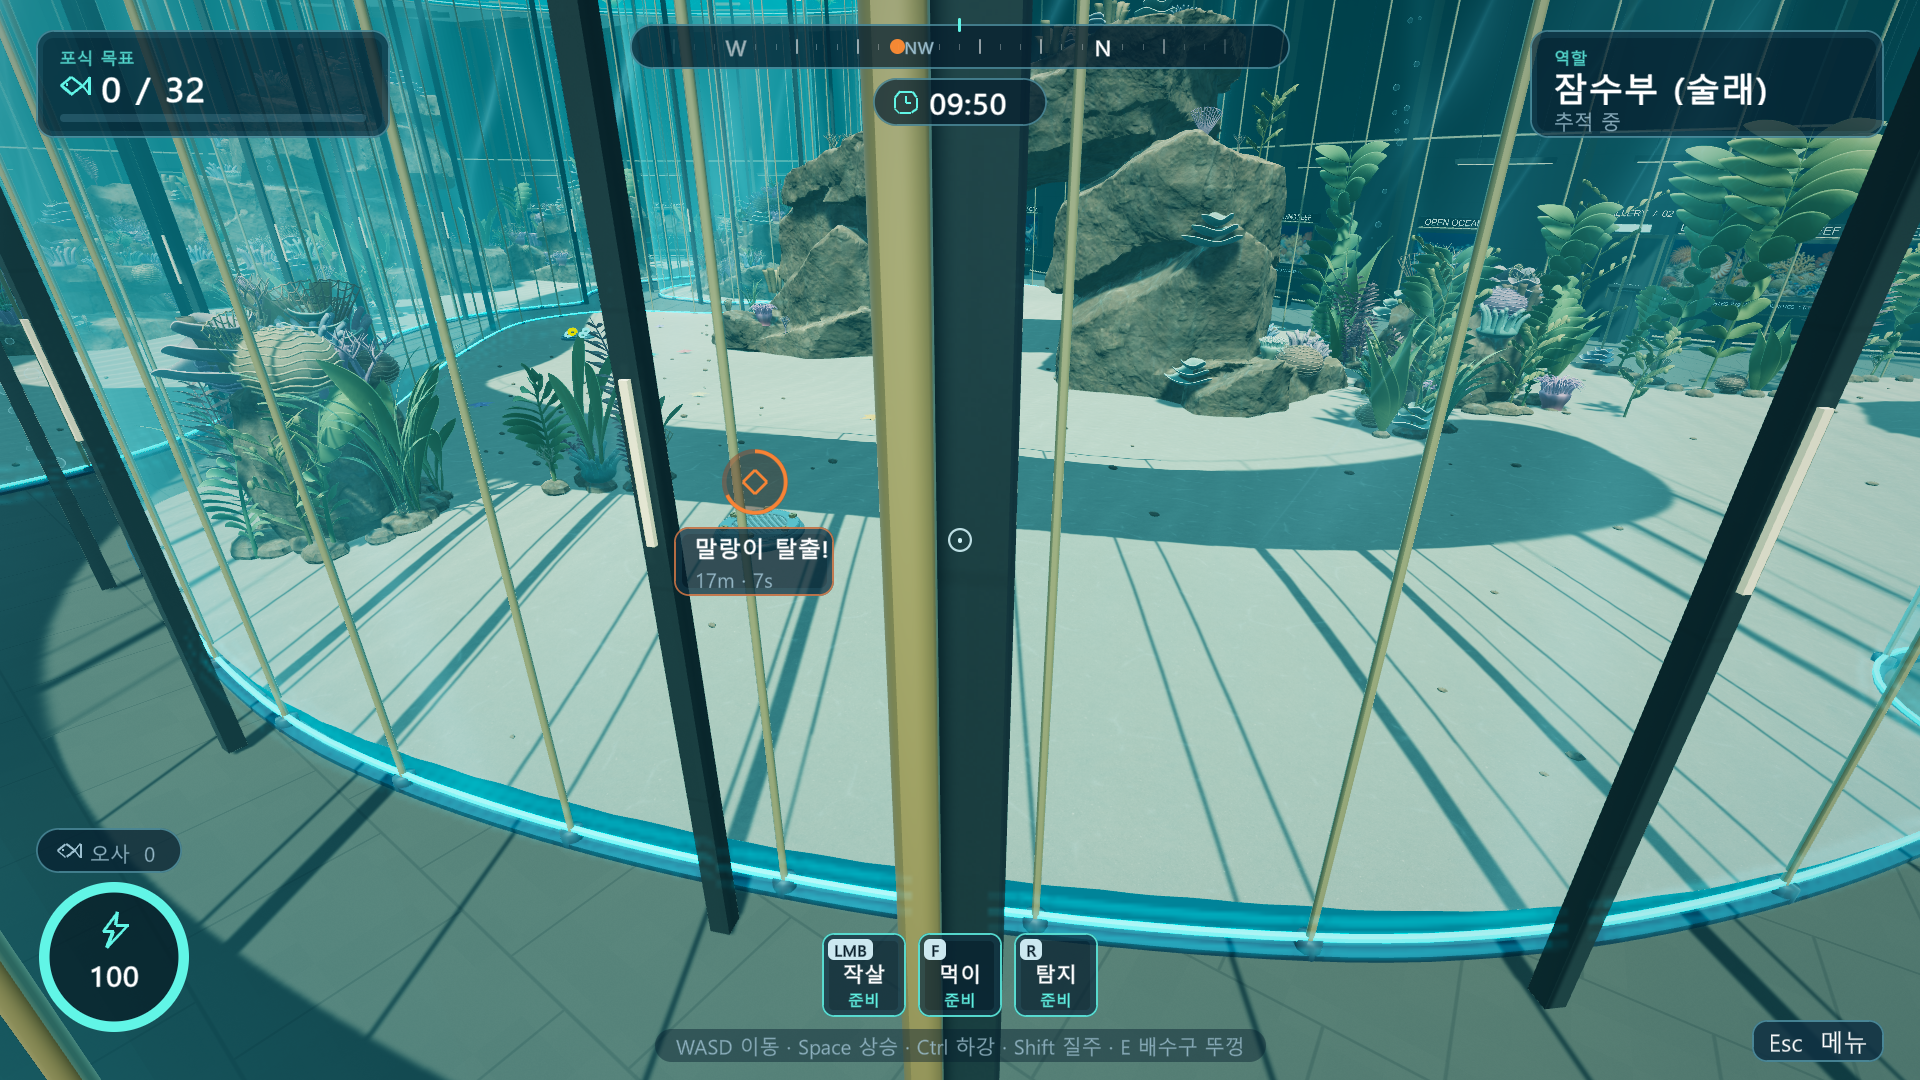 포식 목표
0 / 32
W
NW
N
09:50
역할
잠수부 (술래)
추적 중
OPEN OCEAN
말랑이 탈출!
17m · 7s
오사 0
100
LMB
작살
준비
F
먹이
준비
R
탐지
준비
WASD 이동 · Space 상승 · Ctrl 하강 · Shift 질주 · E 배수구 뚜껑
Esc 메뉴